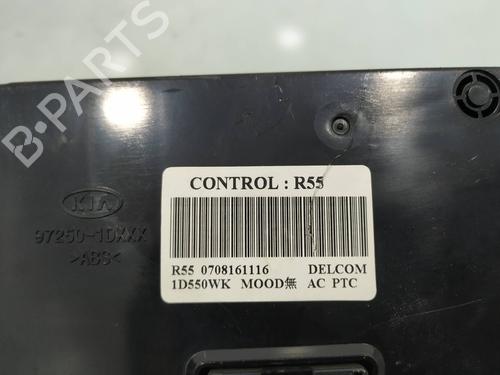 B-PARTS
CONTROL : R55
KIA
97250-1DXXX
>ABS<
R55 0708161116 DELCOM
1D550WK MOOD無 AC PTC